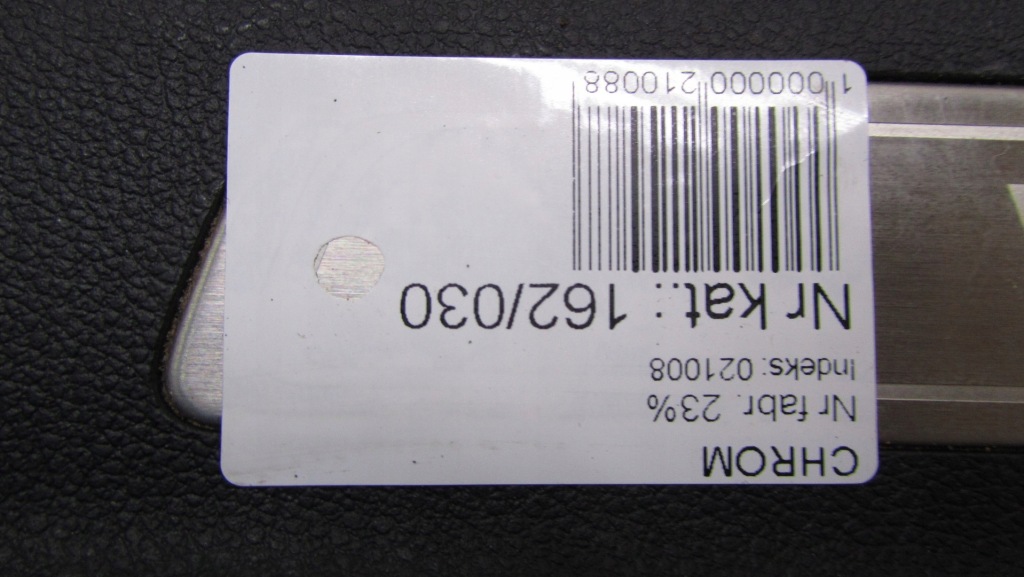 CHROM
Nr fabr. 23%
Indeks: 021008
Nr kat.: 162/030
1 000000 210088